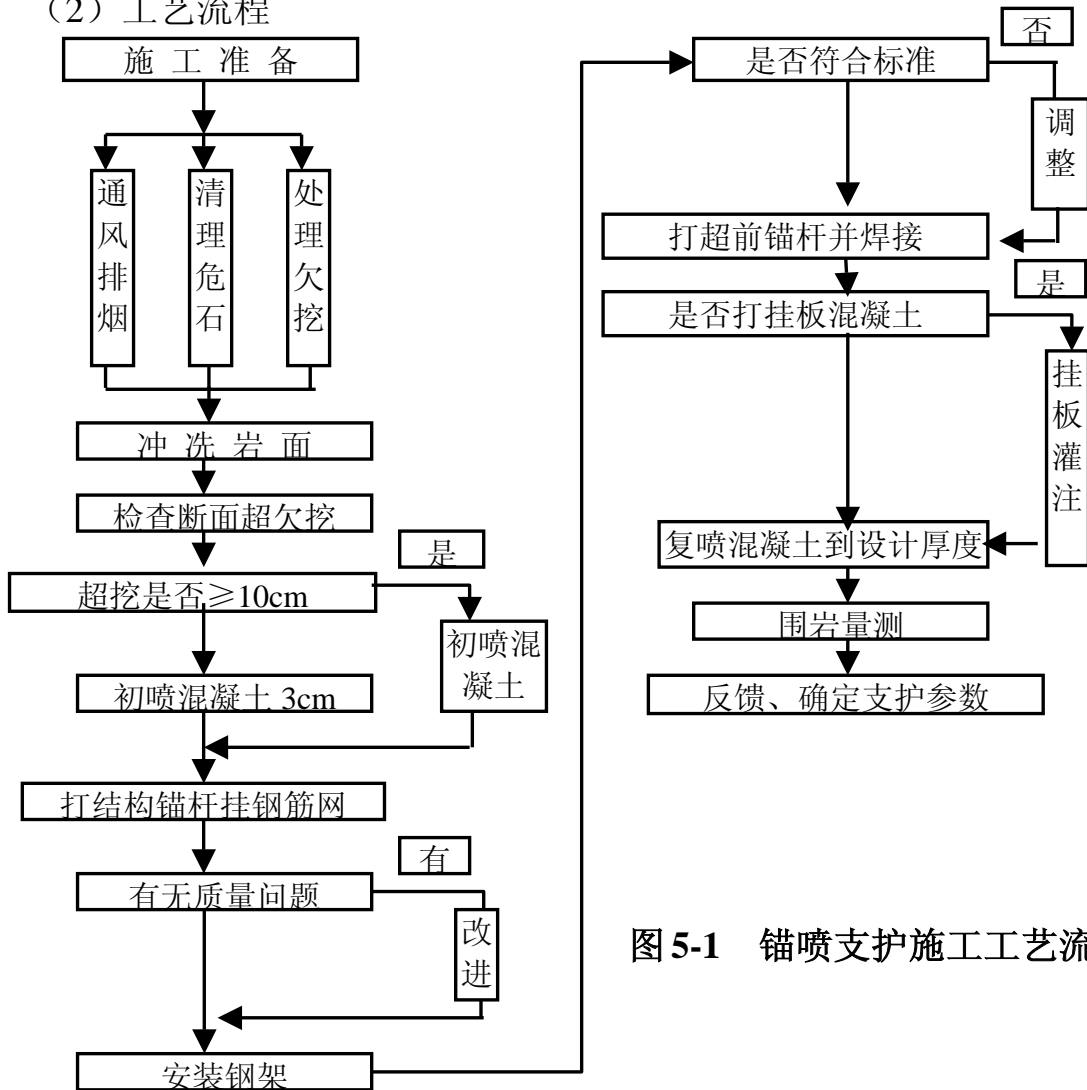 （2）工艺流程
施 工 准 备
通风排烟
清理危石
处理欠挖
冲 洗 岩 面
检查断面超欠挖
是
超挖是否≥10cm
初喷混
凝土
初喷混凝土 3cm
打结构锚杆挂钢筋网
有
有无质量问题
改进
安装钢架
否
是否符合标准
调整
打超前锚杆并焊接
是
是否打挂板混凝土
挂板灌注
复喷混凝土到设计厚度
围岩量测
反馈、确定支护参数
图 5-1 锚喷支护施工工艺流